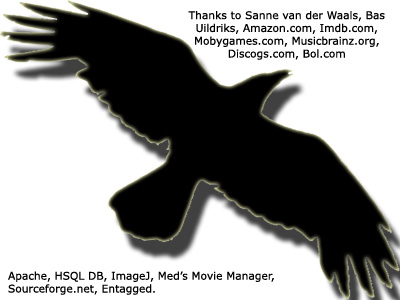 Thanks to Sanne van der Waals, Bas
Uildriks, Amazon.com, Imdb.com,
Mobygames.com, Musicbrainz.org,
Discogs.com, Bol.com
Apache, HSQL DB, ImageJ, Med's Movie Manager,
Sourceforge.net, Entagged.